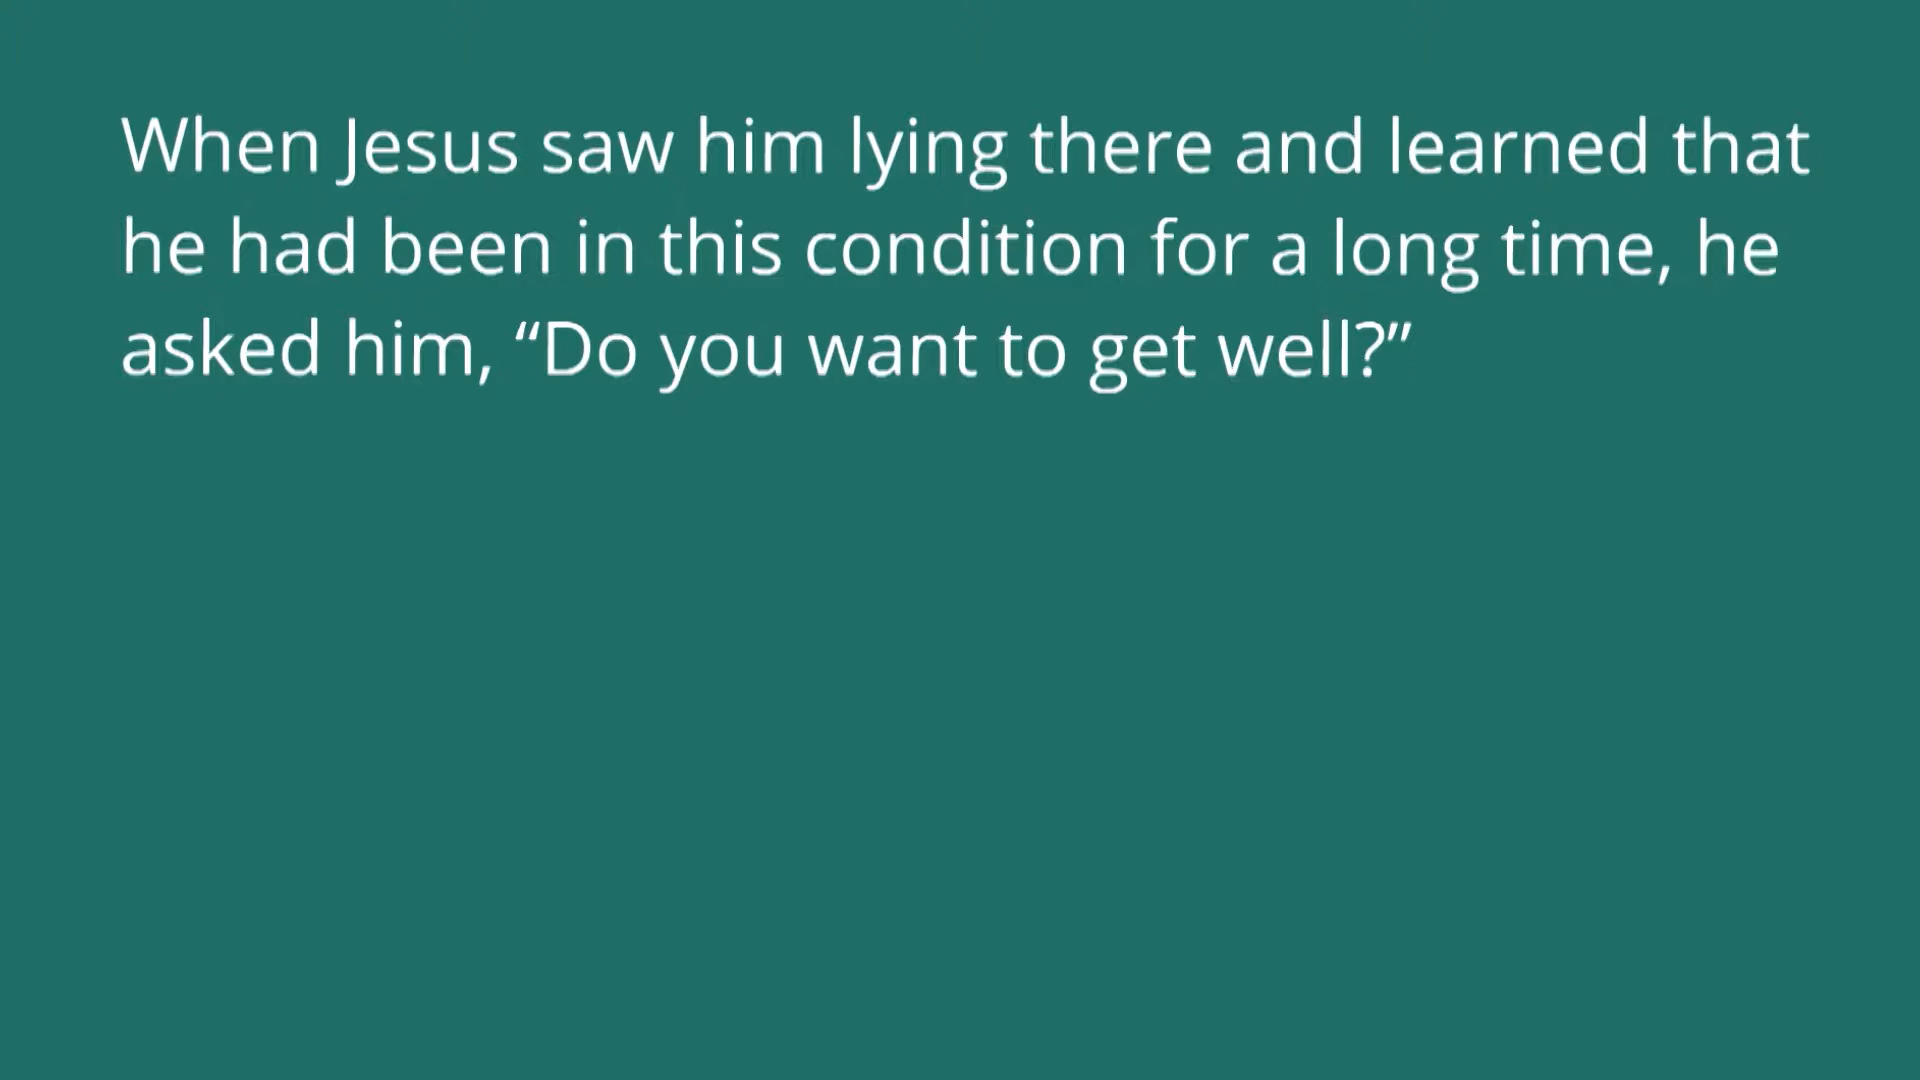 When Jesus saw him lying there and learned that
he had been in this condition for a long time, he
asked him, “Do you want to get well?”